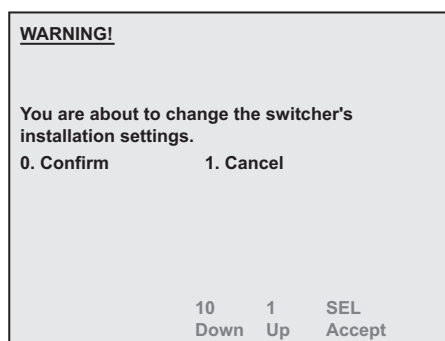 WARNING!
You are about to change the switcher's
installation settings.
0. Confirm 1. Cancel
10 1 SEL
Down Up Accept